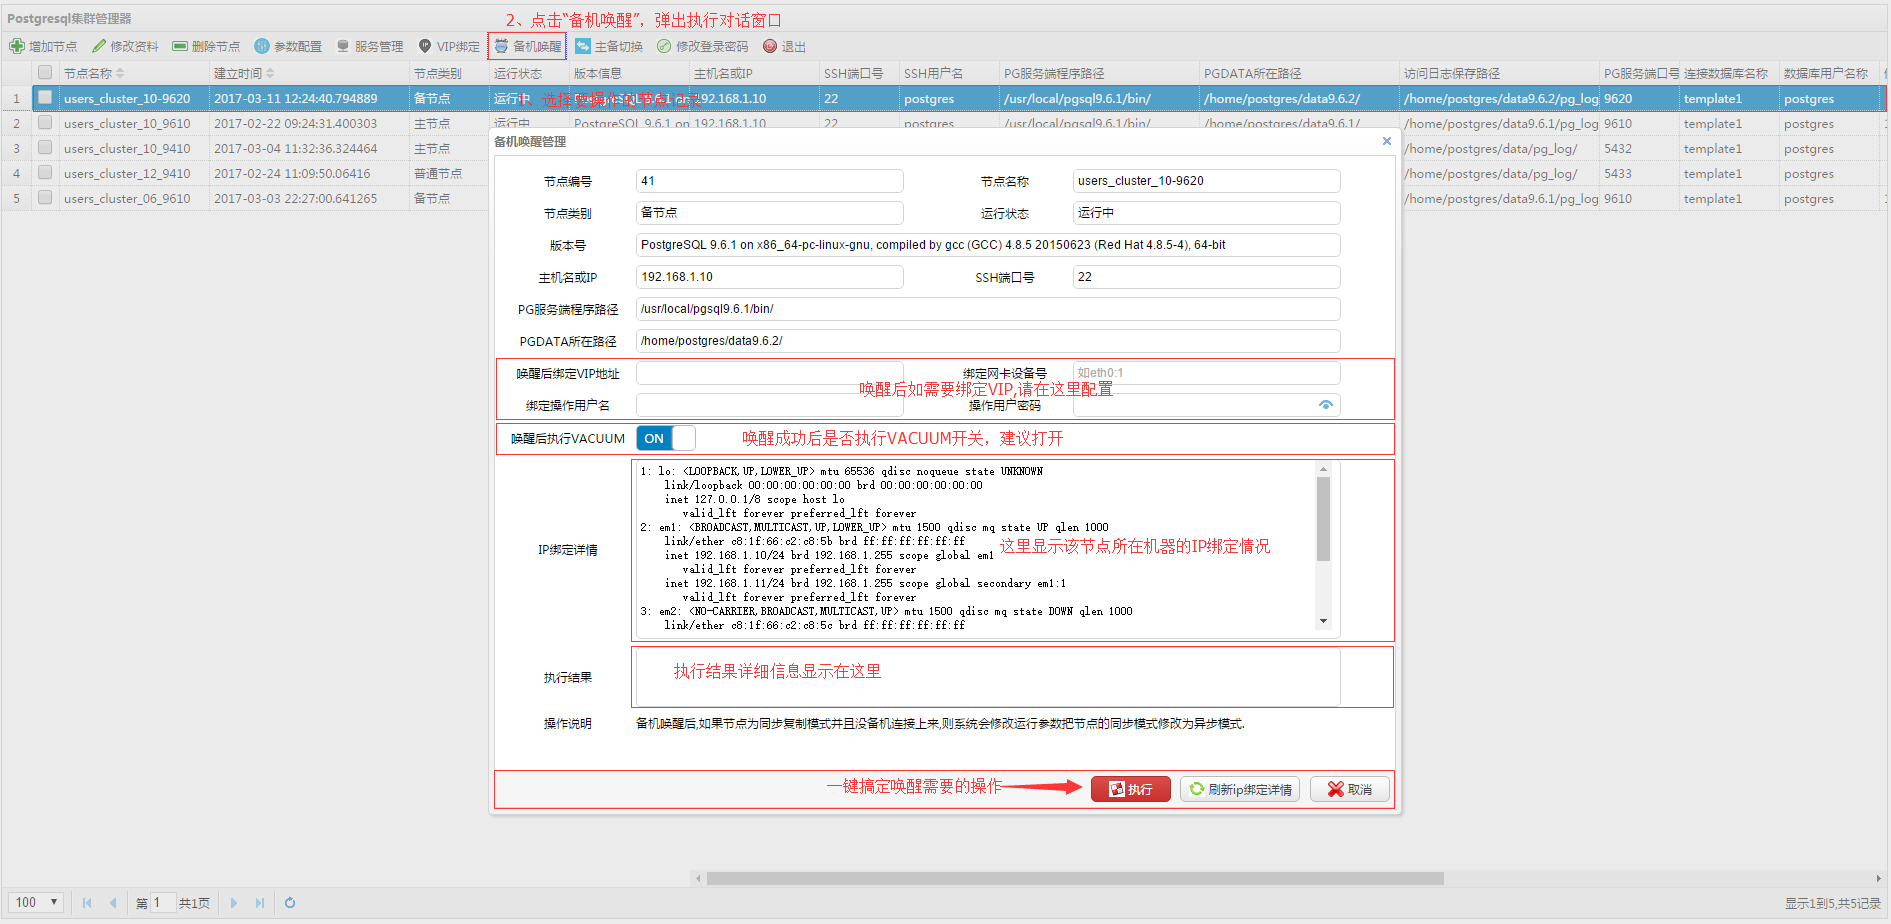 Postgresql集群管理器
2、点击“备机唤醒”，弹出执行对话窗口
增加节点 修改资料 删除节点 参数配置 服务管理 VIP绑定 备机唤醒 主备切换 修改登录密码 退出
节点名称 建立时间 节点类别 运行状态 版本信息 主机名或IP SSH端口号 SSH用户名 PG服务端程序路径 PGDATA所在路径 访问日志保存路径 PG服务端口号 连接数据库名称 数据库用户名称
1 users_cluster_10-9620 2017-03-11 12:24:40.794889 备节点 运行中 192.168.1.10 22 postgres /usr/local/pgsql9.6.1/bin/ /home/postgres/data9.6.2/ /home/postgres/data9.6.2/pg_log 9620 template1 postgres
2 users_cluster_10_9610 2017-02-22 09:24:31.400303 主节点 运行中 PostgreSQL 9.6.1 on 192.168.1.10 22 postgres /usr/local/pgsql9.6.1/bin/ /home/postgres/data9.6.1/ /home/postgres/data9.6.1/pg_log 9610 template1 postgres
3 users_cluster_10_9410 2017-03-04 11:32:36.324464 主节点 /home/postgres/data/pg_log/ 5432 template1 postgres
4 users_cluster_12_9410 2017-02-24 11:09:50.06416 普通节点 /home/postgres/data/pg_log/ 5433 template1 postgres
5 users_cluster_06_9610 2017-03-03 22:27:00.641265 备节点 /home/postgres/data9.6.1/pg_log 9610 template1 postgres
备机唤醒管理
节点编号 41 节点名称 users_cluster_10-9620
节点类别 备节点 运行状态 运行中
版本号 PostgreSQL 9.6.1 on x86_64-pc-linux-gnu, compiled by gcc (GCC) 4.8.5 20150623 (Red Hat 4.8.5-4), 64-bit
主机名或IP 192.168.1.10 SSH端口号 22
PG服务端程序路径 /usr/local/pgsql9.6.1/bin/
PGDATA所在路径 /home/postgres/data9.6.2/
唤醒后绑定VIP地址 绑定网卡设备号 如eth0:1
唤醒后如需要绑定VIP,请在这里配置
绑定操作用户名 操作用户密码
唤醒后执行VACUUM ON 唤醒成功后是否执行VACUUM开关，建议打开
IP绑定详情
1: lo: <LOOPBACK,UP,LOWER_UP> mtu 65536 qdisc noqueue state UNKNOWN
link/loopback 00:00:00:00:00:00 brd 00:00:00:00:00:00
inet 127.0.0.1/8 scope host lo
valid_lft forever preferred_lft forever
2: em1: <BROADCAST,MULTICAST,UP,LOWER_UP> mtu 1500 qdisc mq state UP qlen 1000
link/ether c8:1f:66:c2:c8:5b brd ff:ff:ff:ff:ff:ff
inet 192.168.1.10/24 brd 192.168.1.255 scope global em1
这里显示该节点所在机器的IP绑定情况
valid_lft forever preferred_lft forever
inet 192.168.1.11/24 brd 192.168.1.255 scope global secondary em1:1
valid_lft forever preferred_lft forever
3: em2: <NO-CARRIER,BROADCAST,MULTICAST,UP> mtu 1500 qdisc mq state DOWN qlen 1000
link/ether c8:1f:66:c2:c8:5c brd ff:ff:ff:ff:ff:ff
执行结果 执行结果详细信息显示在这里
操作说明 备机唤醒后,如果节点为同步复制模式并且没备机连接上来,则系统会修改运行参数把节点的同步模式修改为异步模式.
一键搞定唤醒需要的操作 执行 刷新ip绑定详情 取消
100 第 1 共1页 显示1到5,共5记录